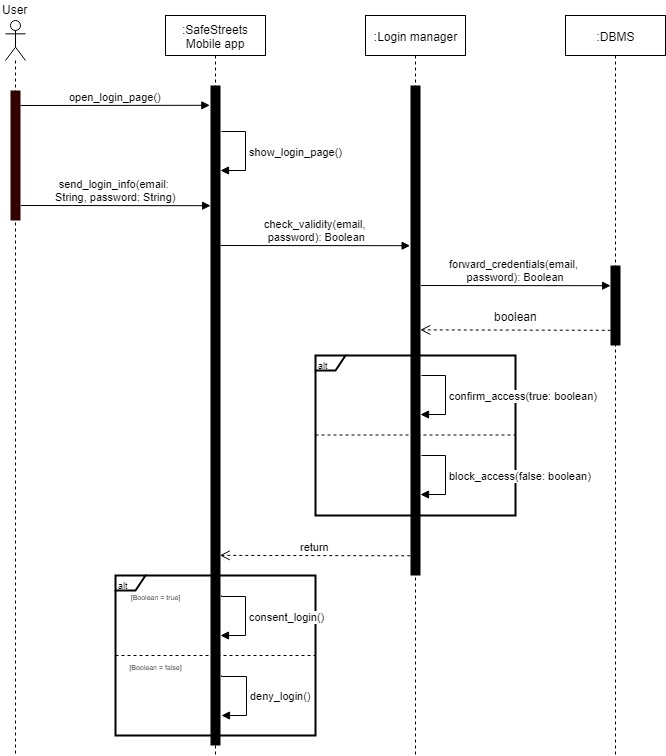 User
:SafeStreets
Mobile app
:Login manager
:DBMS
open_login_page()
show_login_page()
send_login_info(email:
String, password: String)
check_validity(email,
password): Boolean
forward_credentials(email,
password): Boolean
boolean
alt
confirm_access(true: boolean)
block_access(false: boolean)
return
alt
[Boolean = true]
consent_login()
[Boolean = false]
deny_login()